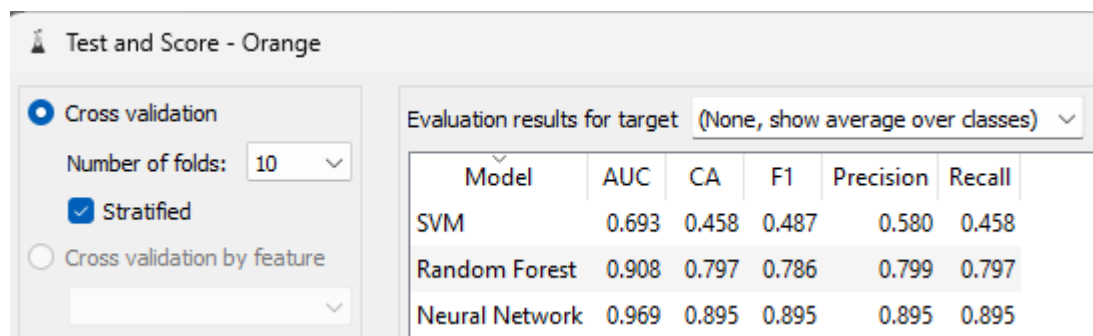 Test and Score - Orange
Cross validation
Number of folds: 10
Stratified
Cross validation by feature
Evaluation results for target (None, show average over classes)
Model AUC CA F1 Precision Recall
SVM 0.693 0.458 0.487 0.580 0.458
Random Forest 0.908 0.797 0.786 0.799 0.797
Neural Network 0.969 0.895 0.895 0.895 0.895